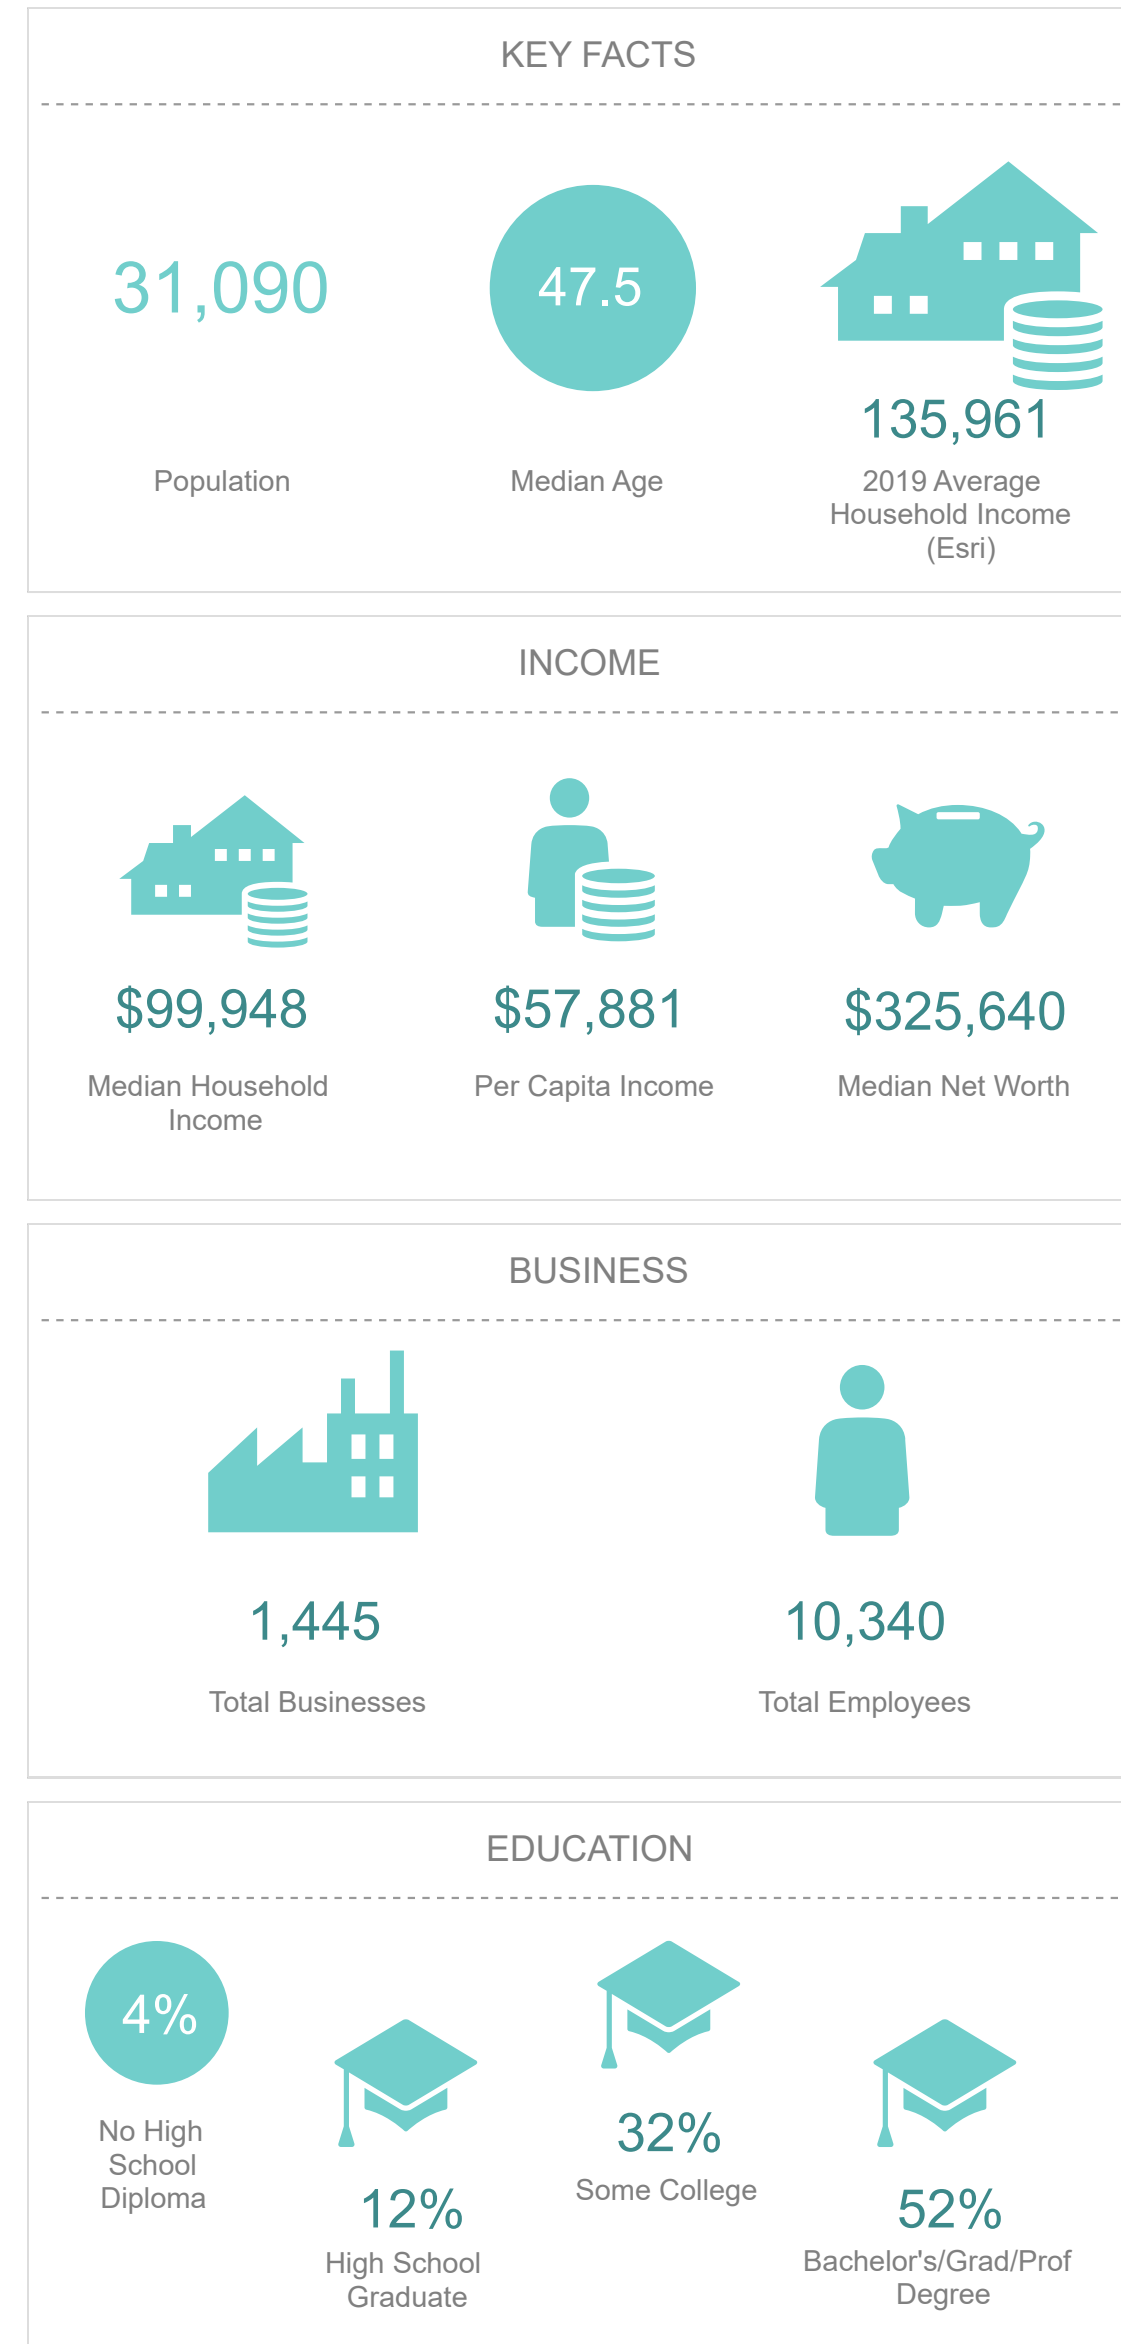 KEY FACTS
31,090
47.5
135,961
Population
Median Age
2019 Average
Household Income
(Esri)
INCOME
$99,948
$57,881
$325,640
Median Household
Income
Per Capita Income
Median Net Worth
BUSINESS
1,445
10,340
Total Businesses
Total Employees
EDUCATION
4%
No High
School
Diploma
12%
High School
Graduate
32%
Some College
52%
Bachelor's/Grad/Prof
Degree